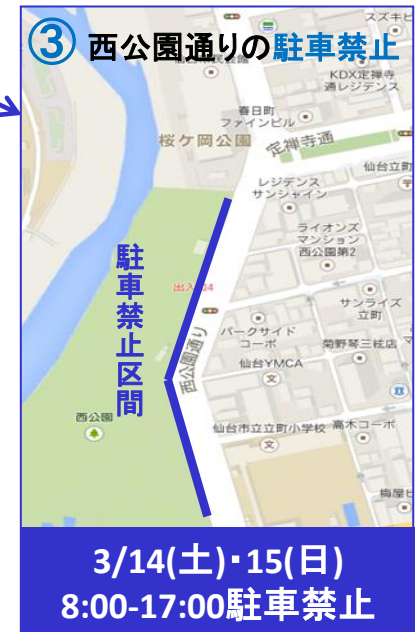 ③ 西公園通りの駐車禁止
スズキビ
KDX定禅寺
通レジデンス
春日町
ファインビル
桜ケ岡公園
定禅寺通
仙台立町
レジデンス
サンシャイン
ライオンズ
マンション
西公園第2
駐車禁止区間
サンライズ
立町
パークサイド
コーポ
西公園通り
菊野琴三絃店
仙台YMCA
文
西公園
仙台市立立町小学校
高木コーポ
文
梅屋ビ
3/14(土)・15(日)
8:00-17:00駐車禁止